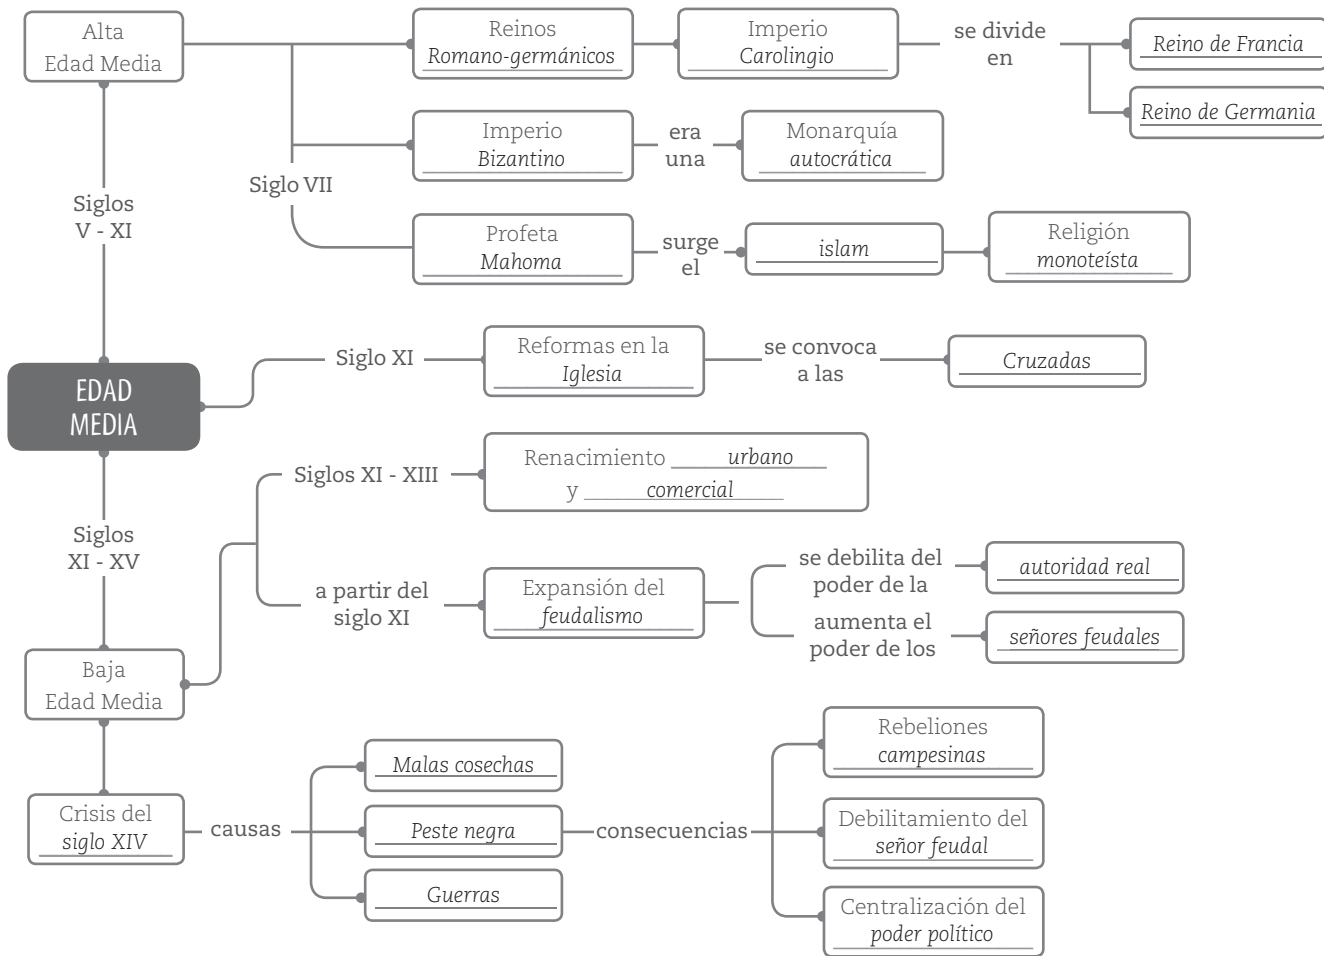 Alta
Edad Media
Reinos
Romano-germánicos
Imperio
Carolingio
se divide
en
Reino de Francia
Reino de Germania
Imperio
Bizantino
era
una
Monarquía
autocrática
Siglo VII
Siglos
V - XI
Profeta
Mahoma
surge
el
islam
Religión
monoteísta
Siglo XI
Reformas en la
Iglesia
se convoca
a las
Cruzadas
EDAD
MEDIA
Siglos XI - XIII
Renacimiento urbano
y comercial
Siglos
XI - XV
a partir del
siglo XI
Expansión del
feudalismo
se debilita del
poder de la
autoridad real
aumenta el
poder de los
señores feudales
Baja
Edad Media
Crisis del
siglo XIV
causas
Malas cosechas
Peste negra
Guerras
consecuencias
Rebeliones
campesinas
Debilitamiento del
señor feudal
Centralización del
poder político